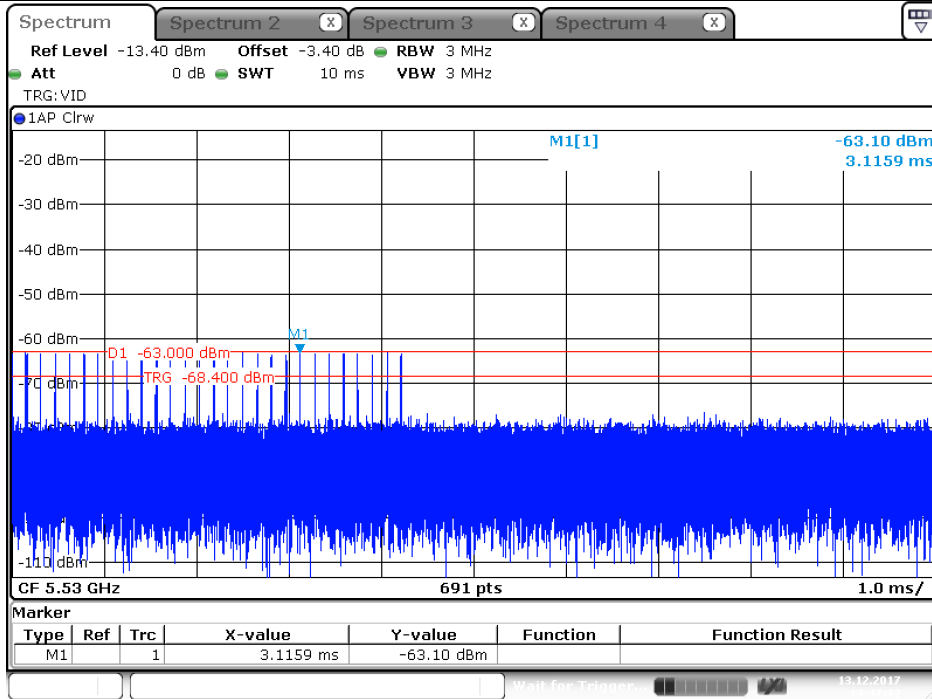 Spectrum Spectrum 2 X Spectrum 3 X Spectrum 4 X
Ref Level -13.40 dBm Offset -3.40 dB RBW 3 MHz
Att 0 dB SWT 10 ms VBW 3 MHz
TRG:VID
1AP Clrw
M1[1] -63.10 dBm
3.1159 ms
-20 dBm
-30 dBm
-40 dBm
-50 dBm
-60 dBm
M1
D1 -63.000 dBm
TRG -68.400 dBm
-70 dBm
-110 dBm
CF 5.53 GHz 691 pts 1.0 ms/
Marker
Type Ref Trc X-value Y-value Function Function Result
M1 1 3.1159 ms -63.10 dBm
Wait for Trigger... 13.12.2017